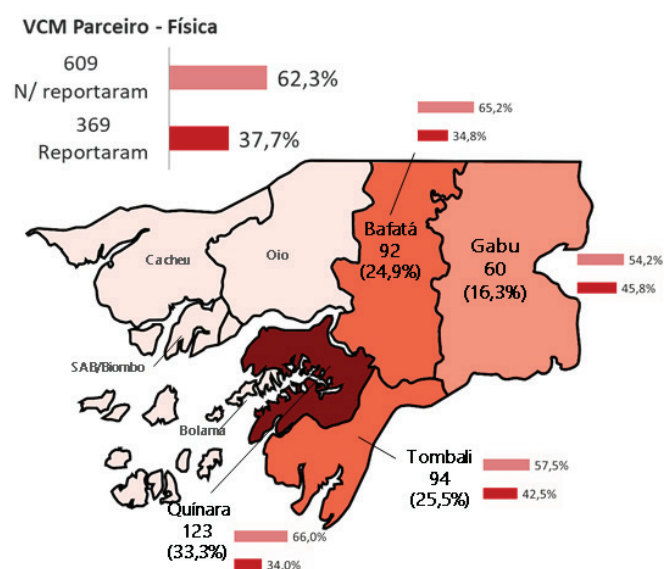 VCM Parceiro - Física
609
N/ reportaram
62,3%
369
Reportaram
37,7%
65,2%
34,8%
Bafatá
92
(24,9%)
Gabu
60
(16,3%)
54,2%
45,8%
Cacheu
Oio
SAB/Biombo
Bolama
Tombali
94
(25,5%)
57,5%
42,5%
Quínara
123
(33,3%)
66,0%
34,0%